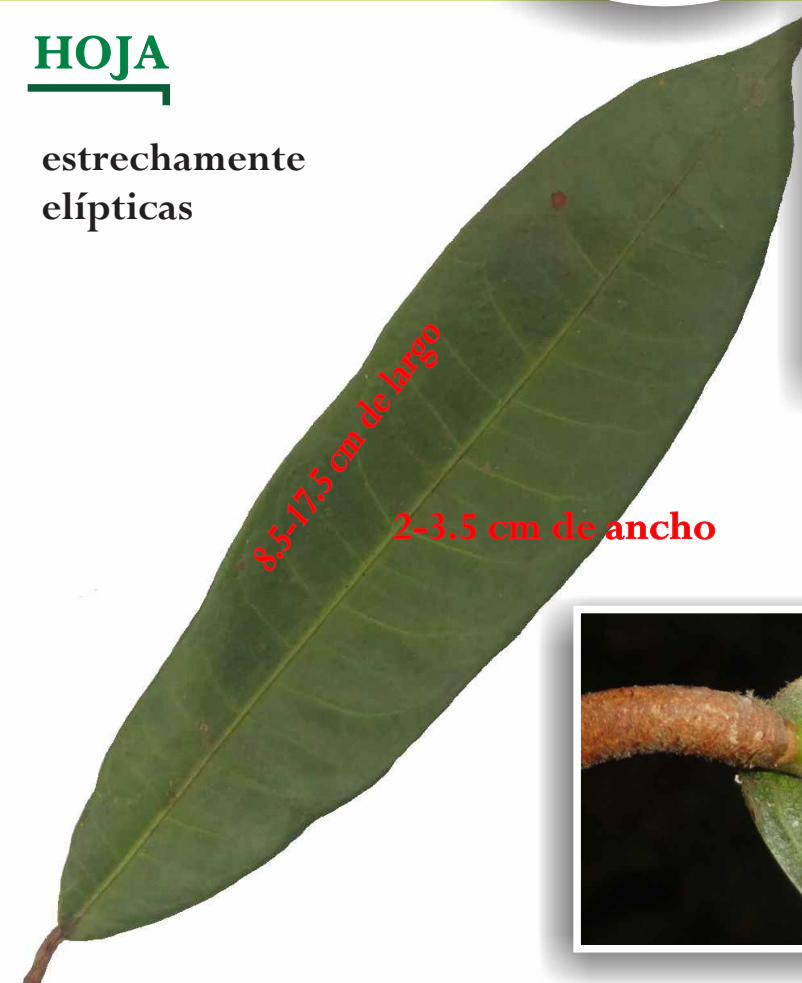 HOJA
estrechamente
elípticas
8.5-17.5 cm de largo
2-3.5 cm de ancho